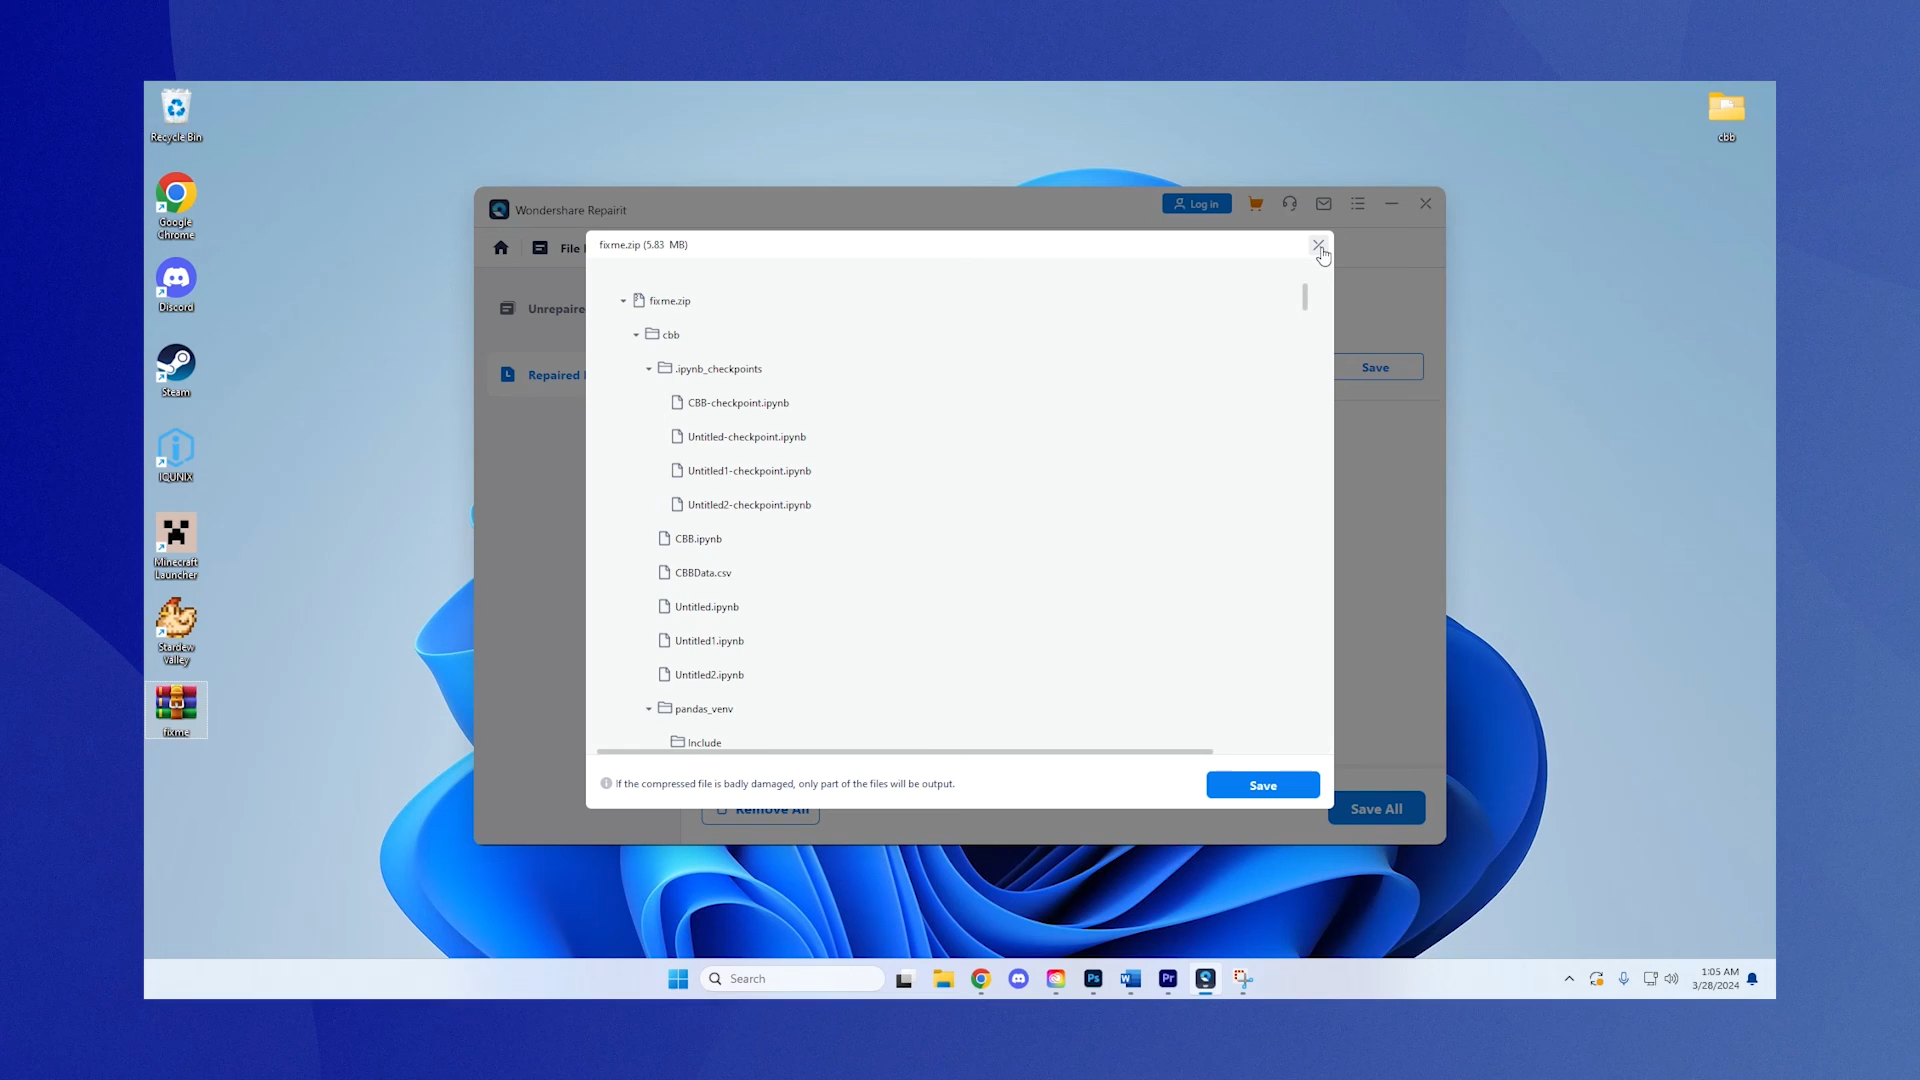 Recycle Bin
Google
Chrome
Discord
Steam
IQUNIX
Minecraft
Launcher
Stardew
Valley
fixme
cbb
Wondershare Repairit
Log in
File
Unrepaire
Repaired
Save
fixme.zip (5.83 MB)
fixme.zip
cbb
.ipynb_checkpoints
CBB-checkpoint.ipynb
Untitled-checkpoint.ipynb
Untitled1-checkpoint.ipynb
Untitled2-checkpoint.ipynb
CBB.ipynb
CBBData.csv
Untitled.ipynb
Untitled1.ipynb
Untitled2.ipynb
pandas_venv
Include
If the compressed file is badly damaged, only part of the files will be output.
Save
Remove All
Save All
Search
Ps
W
Pr
1:05 AM
3/28/2024